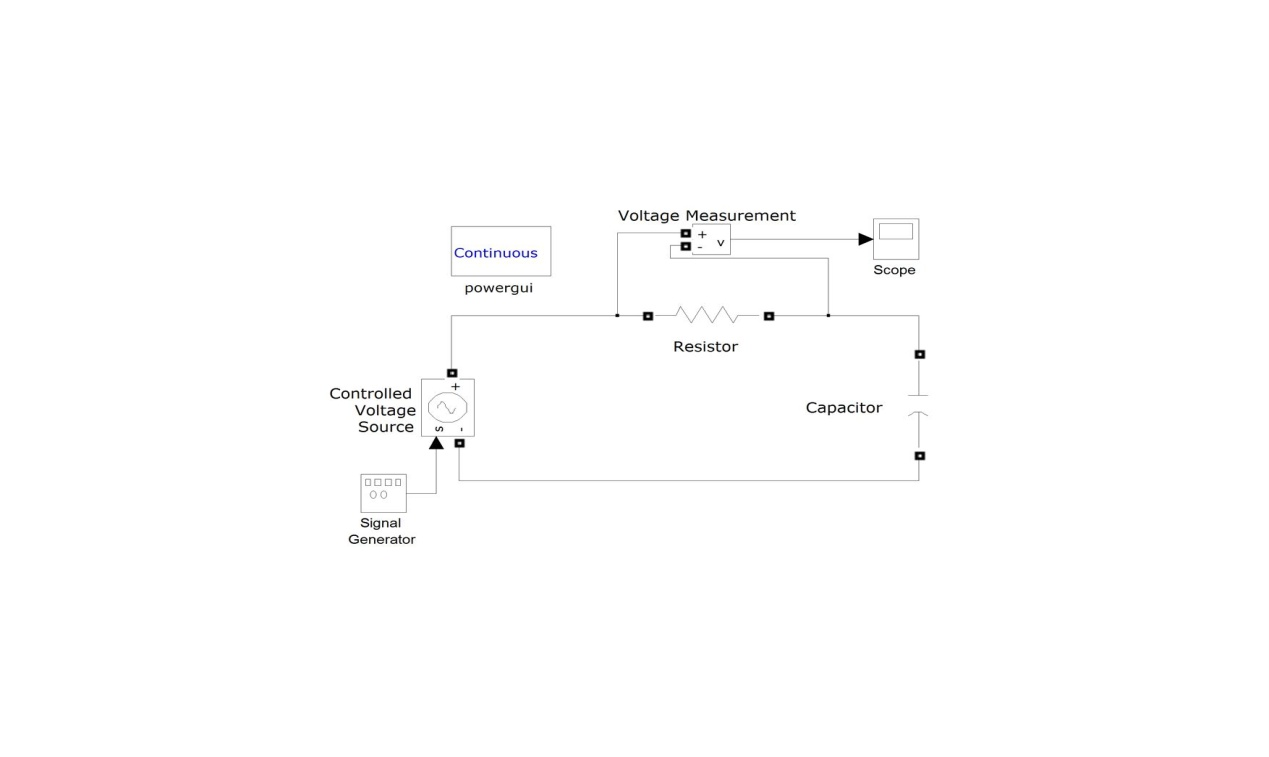 Voltage Measurement
+
-
v
Scope
Continuous
powergui
Resistor
Controlled
Voltage
Source
+
s
-
Capacitor
Signal
Generator